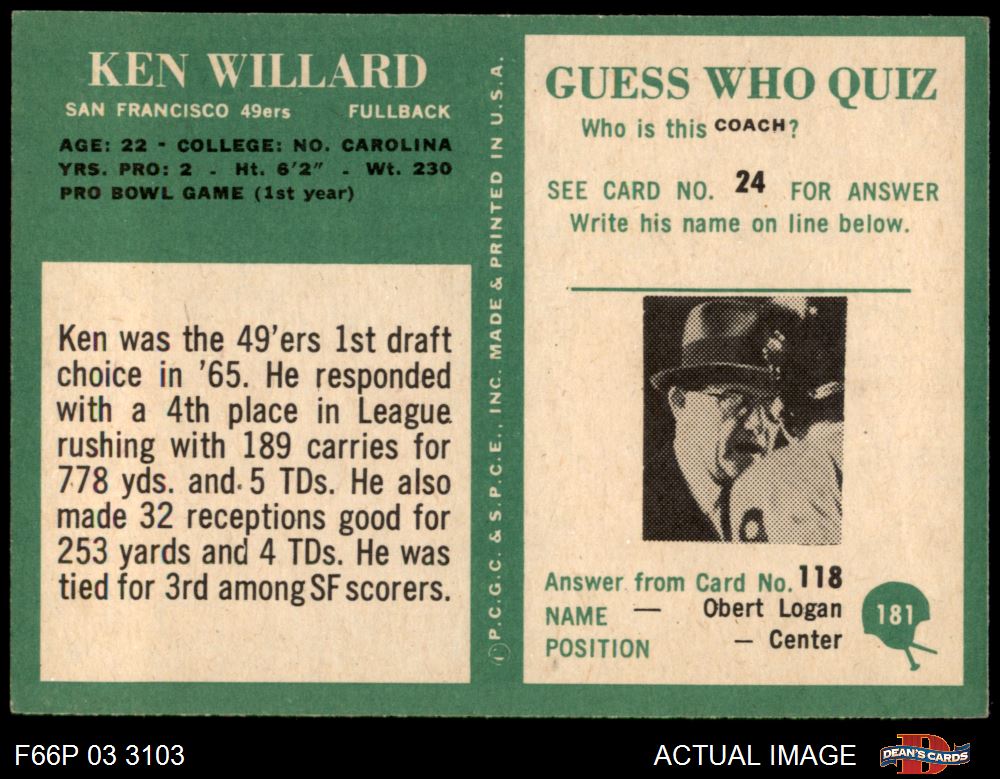 KEN WILLARD
SAN FRANCISCO 49ers FULLBACK
AGE: 22 - COLLEGE: NO. CAROLINA
YRS. PRO: 2 - Ht. 6'2" - Wt. 230
PRO BOWL GAME (1st year)
Ken was the 49'ers 1st draft
choice in '65. He responded
with a 4th place in League
rushing with 189 carries for
778 yds. and 5 TDs. He also
made 32 receptions good for
253 yards and 4 TDs. He was
tied for 3rd among SF scorers.
P.C.G.C. & S.P.C.E., INC. MADE & PRINTED IN U.S.A.
GUESS WHO QUIZ
Who is this COACH?
SEE CARD NO. 24 FOR ANSWER
Write his name on line below.
Answer from Card No. 118
NAME — Obert Logan
POSITION — Center
181
F66P 03 3103
ACTUAL IMAGE
DEAN'S CARDS